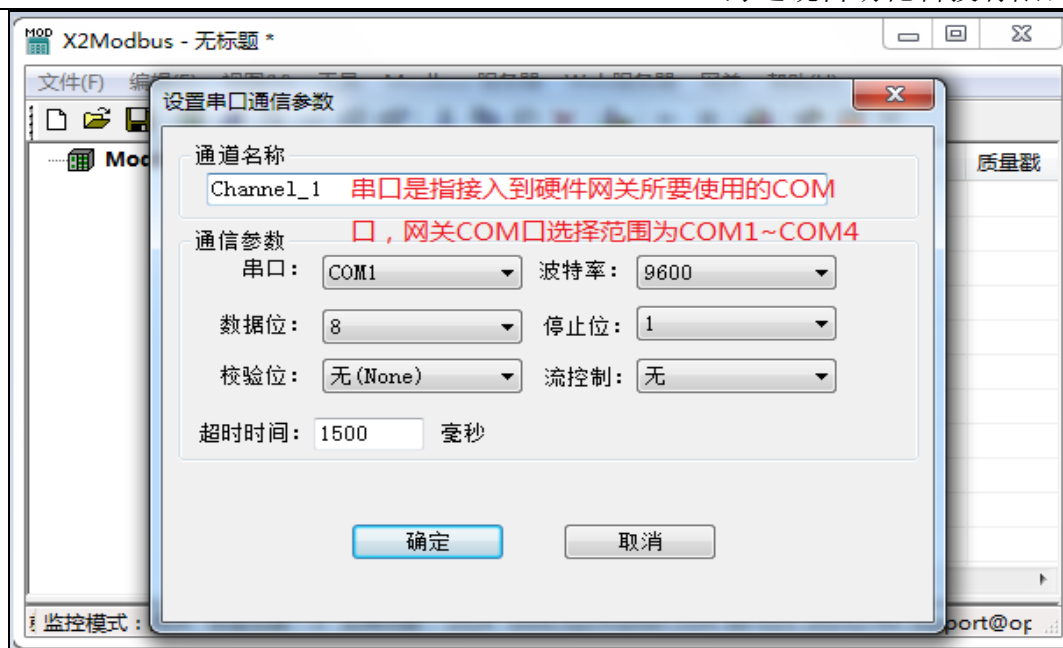 X2Modbus - 无标题 *
文件(F)
设置串口通信参数
质量戳
通道名称
Channel_1 串口是指接入到硬件网关所要使用的COM
口，网关COM口选择范围为COM1~COM4
通信参数
串口： COM1 波特率： 9600
数据位： 8 停止位： 1
校验位： 无(None) 流控制： 无
超时时间： 1500 毫秒
确定 取消
监控模式：